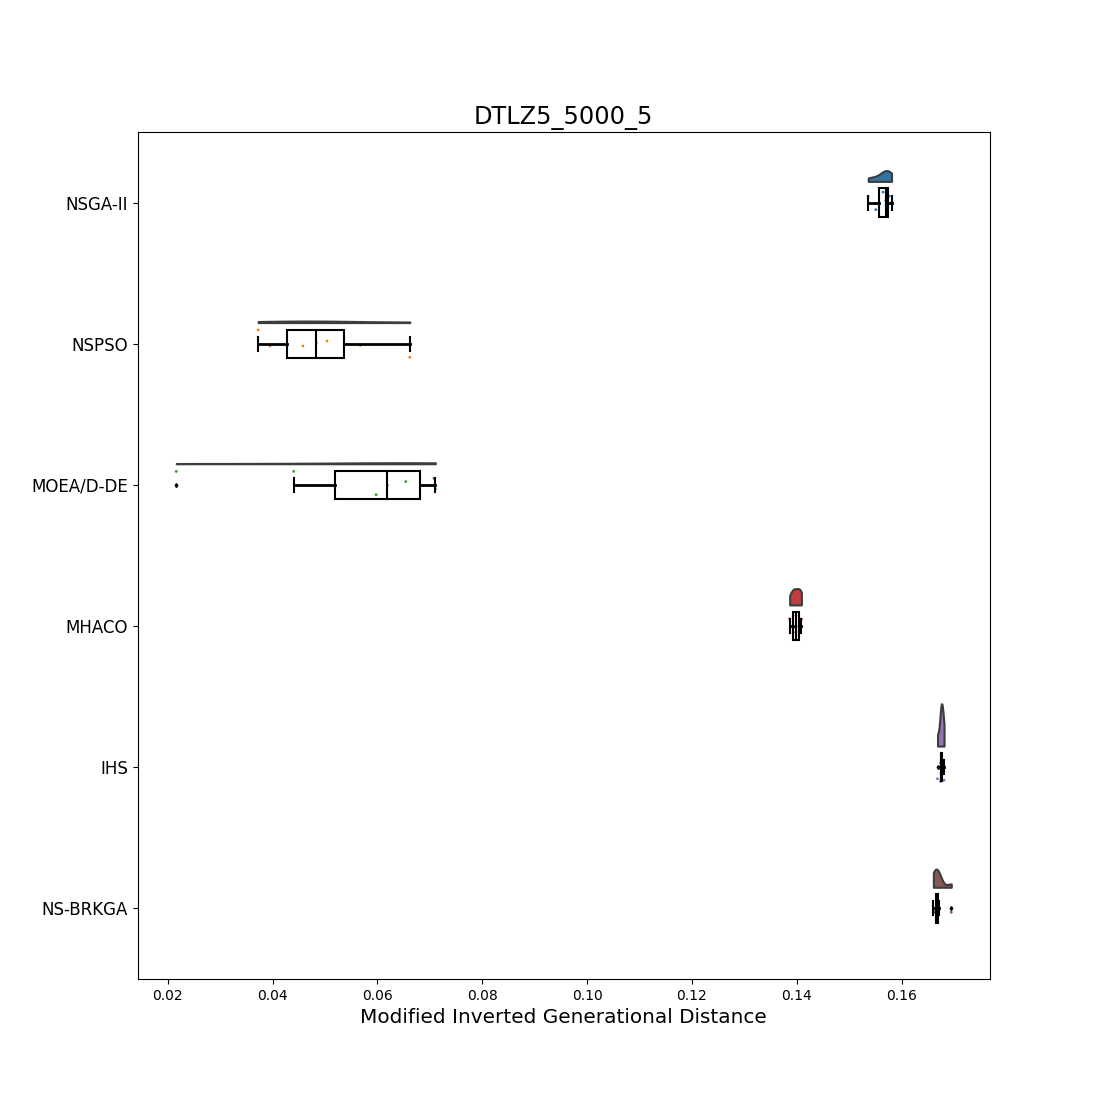 DTLZ5_5000_5
NSGA-II
NSPSO
MOEA/D-DE
MHACO
IHS
NS-BRKGA
0.02 0.04 0.06 0.08 0.10 0.12 0.14 0.16
Modified Inverted Generational Distance